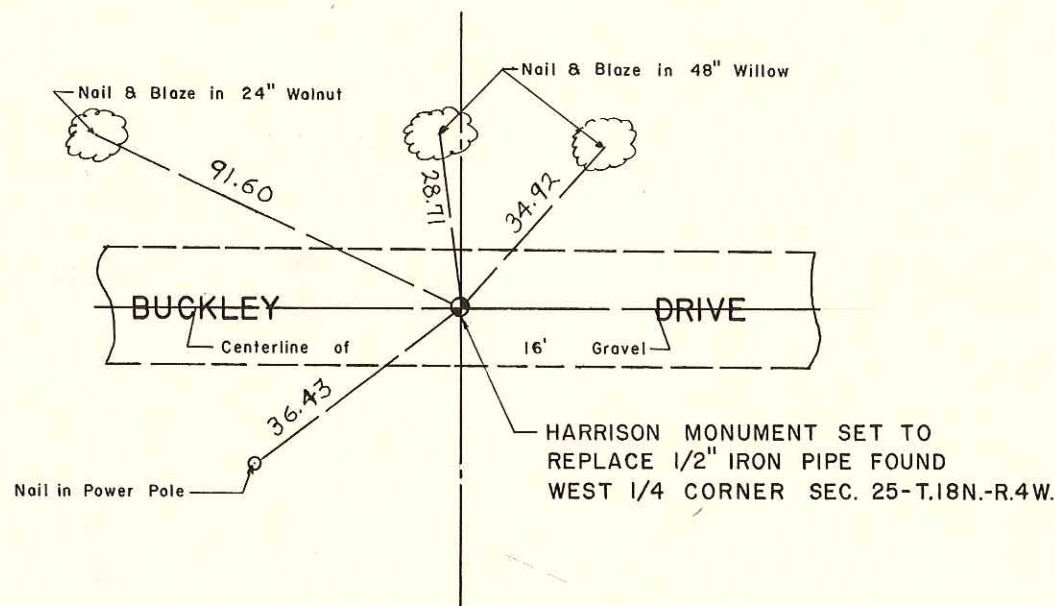 Nail & Blaze in 24" Walnut
Nail & Blaze in 48" Willow
91.60
28.71
34.92
BUCKLEY DRIVE
Centerline of 16' Gravel
36.43
Nail in Power Pole
HARRISON MONUMENT SET TO
REPLACE 1/2" IRON PIPE FOUND
WEST 1/4 CORNER SEC. 25-T.18N.-R.4W.